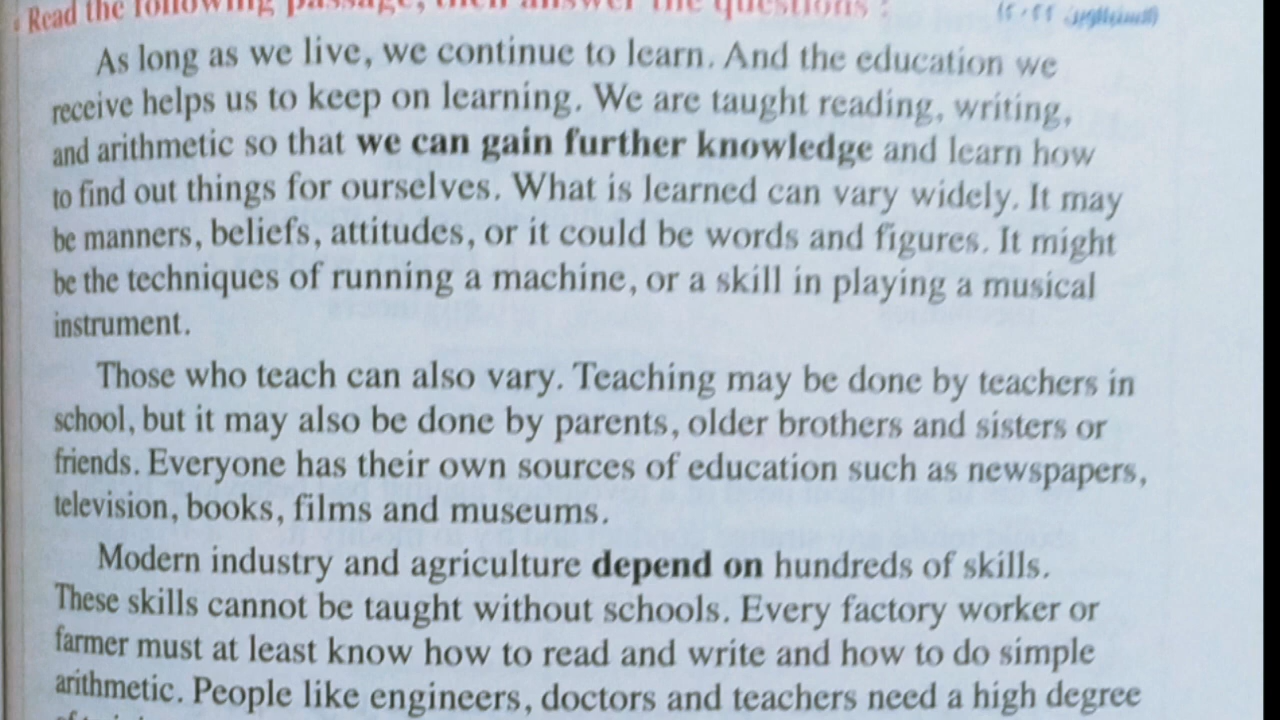 Read the following passage, then answer the questions :
As long as we live, we continue to learn. And the education we
receive helps us to keep on learning. We are taught reading, writing,
and arithmetic so that we can gain further knowledge and learn how
to find out things for ourselves. What is learned can vary widely. It may
be manners, beliefs, attitudes, or it could be words and figures. It might
be the techniques of running a machine, or a skill in playing a musical
instrument.
Those who teach can also vary. Teaching may be done by teachers in
school, but it may also be done by parents, older brothers and sisters or
friends. Everyone has their own sources of education such as newspapers,
television, books, films and museums.
Modern industry and agriculture depend on hundreds of skills.
These skills cannot be taught without schools. Every factory worker or
farmer must at least know how to read and write and how to do simple
arithmetic. People like engineers, doctors and teachers need a high degree